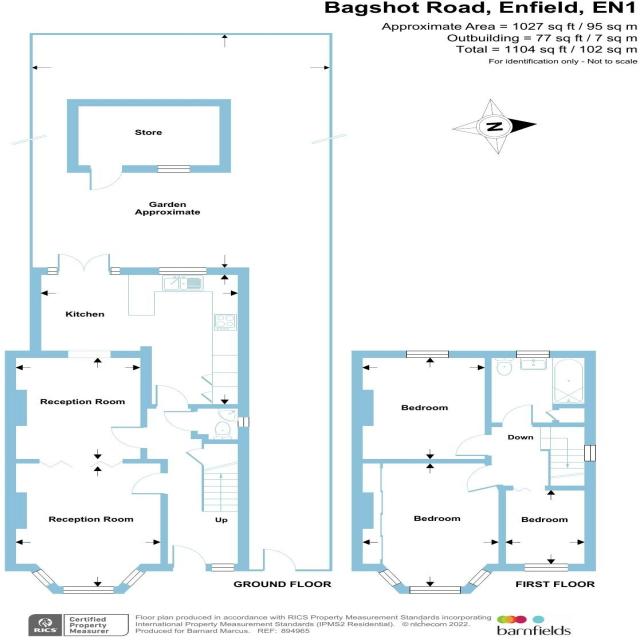 Bagshot Road, Enfield, EN1
Approximate Area = 1027 sq ft / 95 sq m
Outbuilding = 77 sq ft / 7 sq m
Total = 1104 sq ft / 102 sq m
For identification only - Not to scale
N
Store
Garden
Approximate
Kitchen
Reception Room
Reception Room
Up
GROUND FLOOR
Bedroom
Down
Bedroom
Bedroom
FIRST FLOOR
RICS
Certified
Property
Measurer
Floor plan produced in accordance with RICS Property Measurement Standards incorporating
International Property Measurement Standards (IPMS2 Residential). © nichecom 2022.
Produced for Barnard Marcus. REF: 894965
barnfields